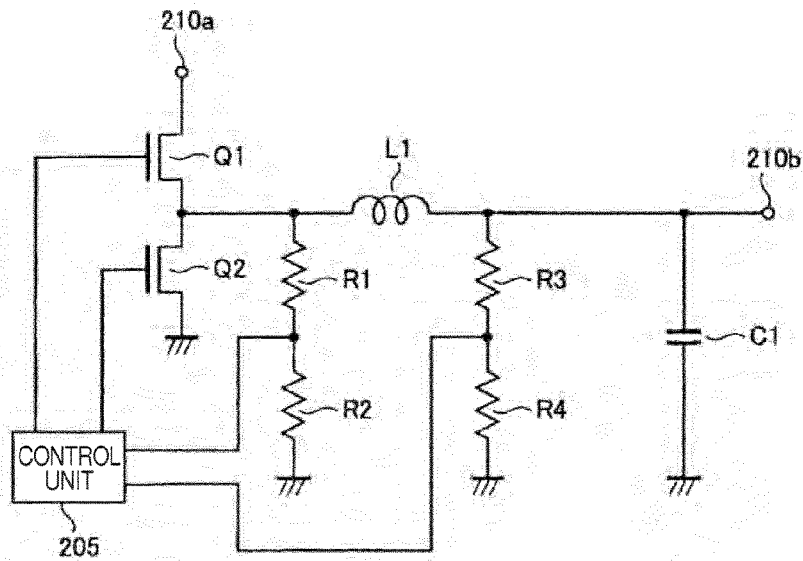 210a
Q1
L1
210b
Q2
R1
R3
C1
R2
R4
CONTROL
UNIT
205